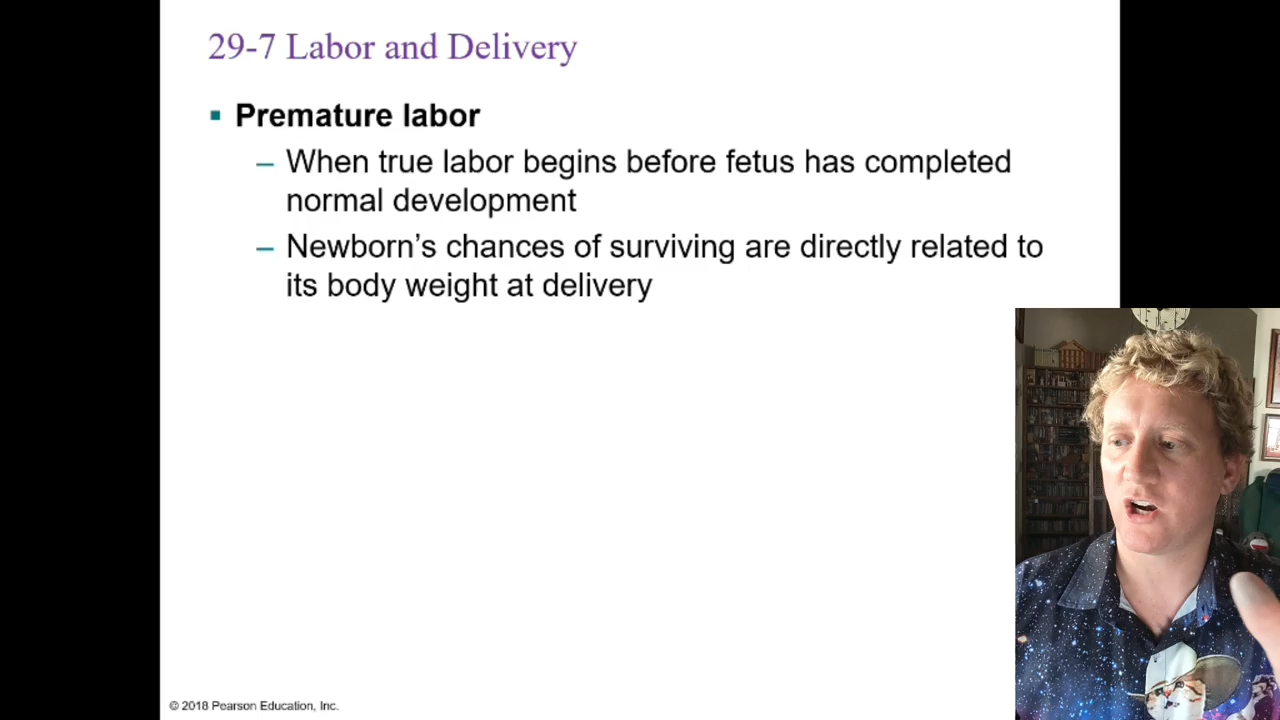 29-7 Labor and Delivery
▪ Premature labor
– When true labor begins before fetus has completed
normal development
– Newborn’s chances of surviving are directly related to
its body weight at delivery
© 2018 Pearson Education, Inc.